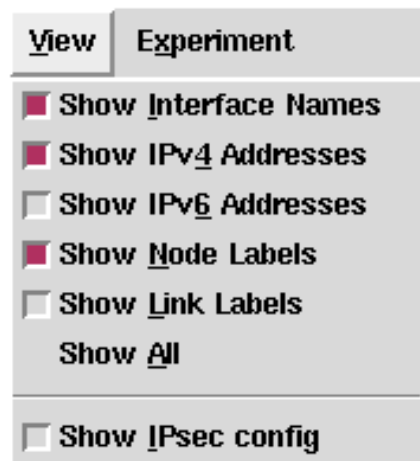 View Experiment
Show Interface Names
Show IPv4 Addresses
Show IPv6 Addresses
Show Node Labels
Show Link Labels
Show All
Show IPsec config